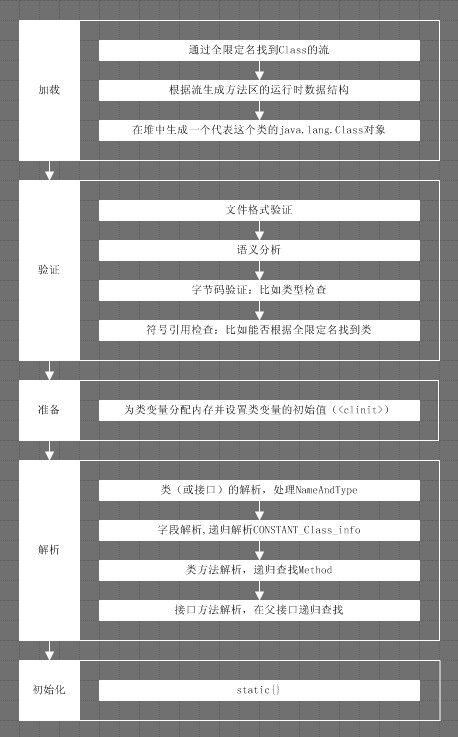 加载
通过全限定名找到Class的流
根据流生成方法区的运行时数据结构
在堆中生成一个代表这个类的java.lang.Class对象
验证
文件格式验证
语义分析
字节码验证：比如类型检查
符号引用检查：比如能否根据全限定名找到类
准备
为类变量分配内存并设置类变量的初始值（<clinit>）
解析
类（或接口）的解析，处理NameAndType
字段解析,递归解析CONSTANT_Class_info
类方法解析，递归查找Method
接口方法解析，在父接口递归查找
初始化
static{}